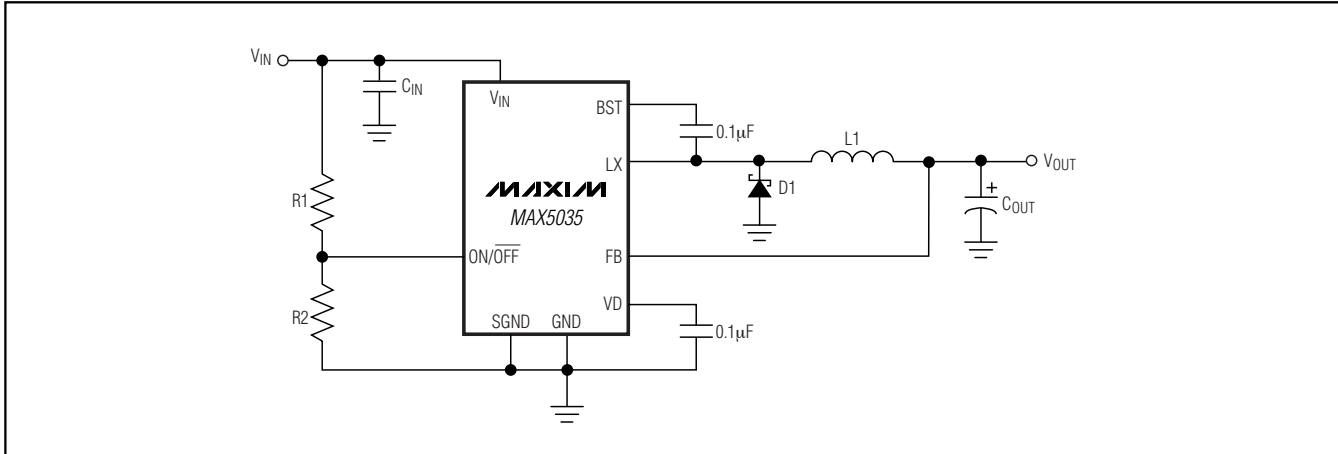 VIN
CIN
VIN
BST
0.1μF
LX
L1
VOUT
D1
COUT
+
R1
MAXIM
MAX5035
ON/OFF
FB
R2
VD
SGND GND
0.1μF